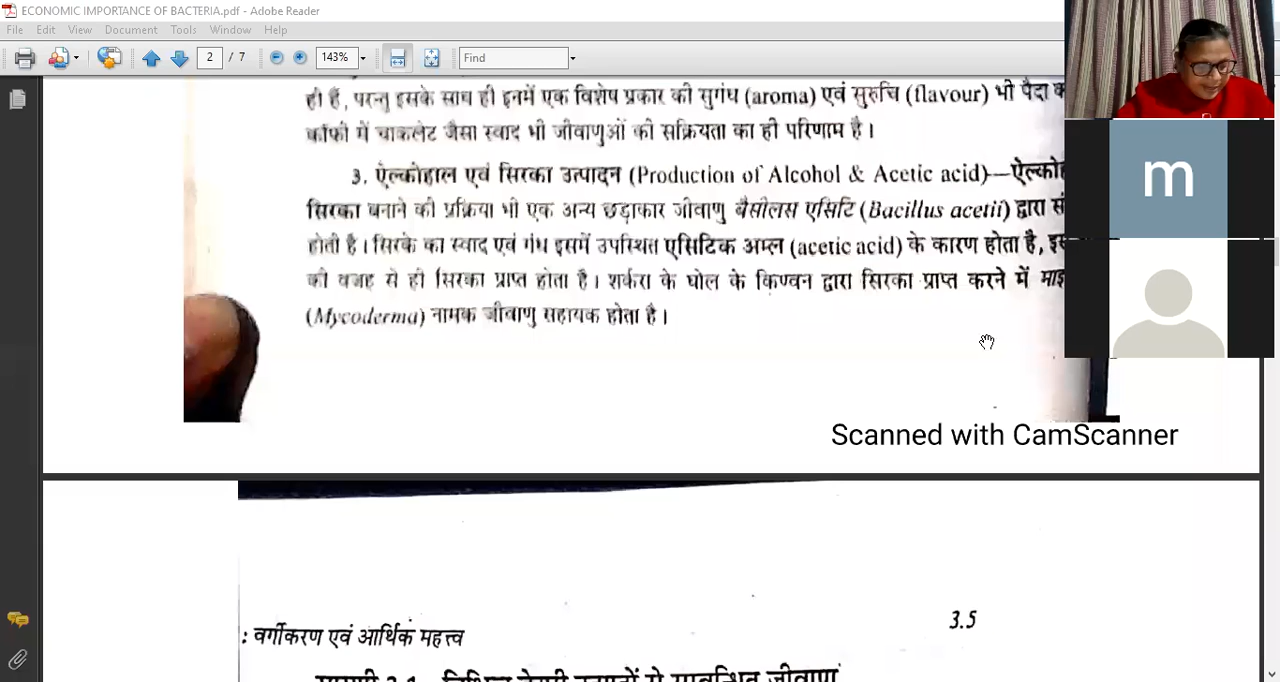 ECONOMIC IMPORTANCE OF BACTERIA.pdf - Adobe Reader
File Edit View Document Tools Window Help
2 / 7 143% Find
ही हैं, परन्तु इसके साथ ही इनमें एक विशेष प्रकार की सुगंध (aroma) एवं सुरुचि (flavour) भी पैदा क
कॉफी में चाकलेट जैसा स्वाद भी जीवाणुओं की सक्रियता का ही परिणाम है।
m
3. ऐल्कोहाल एवं सिरका उत्पादन (Production of Alcohol & Acetic acid)—ऐल्को
सिरका बनाने की प्रक्रिया भी एक अन्य छड़ाकार जीवाणु बैसीलस एसिटि (Bacillus acetii) द्वारा सं
होती है। सिरके का स्वाद एवं गंध इसमें उपस्थित एसिटिक अम्ल (acetic acid) के कारण होता है, इस
की वजह से ही सिरका प्राप्त होता है। शर्करा के घोल के किण्वन द्वारा सिरका प्राप्त करने में माइ
(Mycoderma) नामक जीवाणु सहायक होता है।
Scanned with CamScanner
3.5
: वर्गीकरण एवं आर्थिक महत्त्व